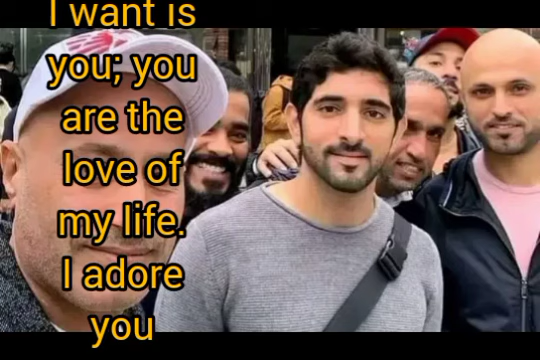 I want is
you; you
are the
love of
my life.
I adore
you